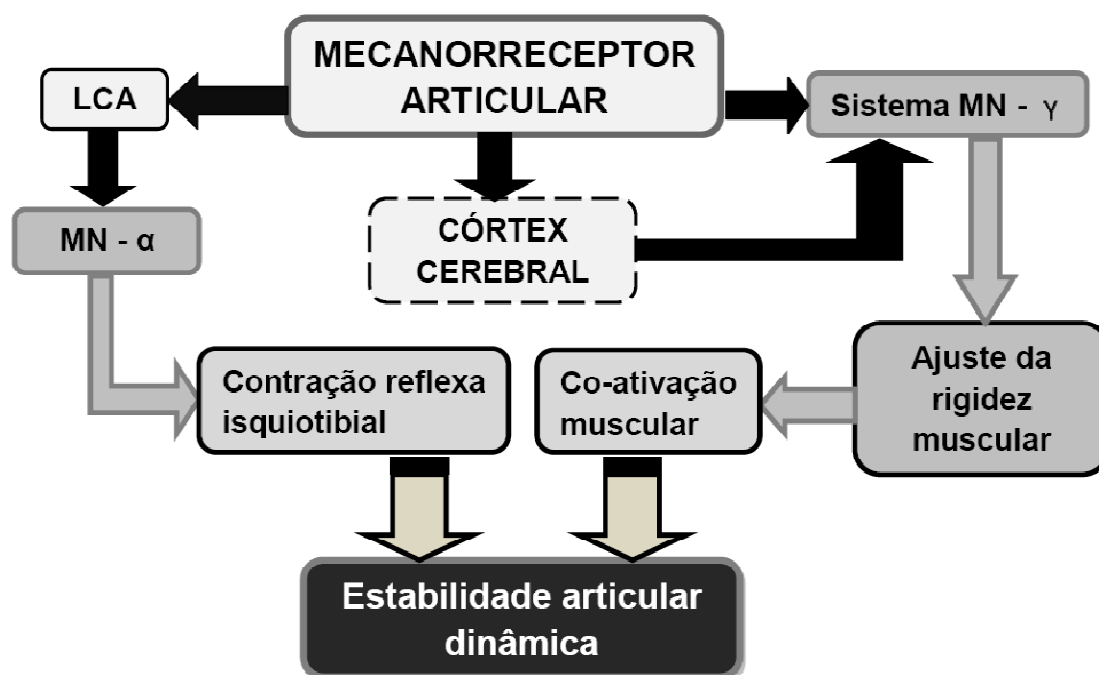 MECANORRECEPTOR
ARTICULAR
LCA
Sistema MN - γ
MN - α
CÓRTEX
CEREBRAL
Contração reflexa
isquiotibial
Co-ativação
muscular
Ajuste da
rigidez
muscular
Estabilidade articular
dinâmica